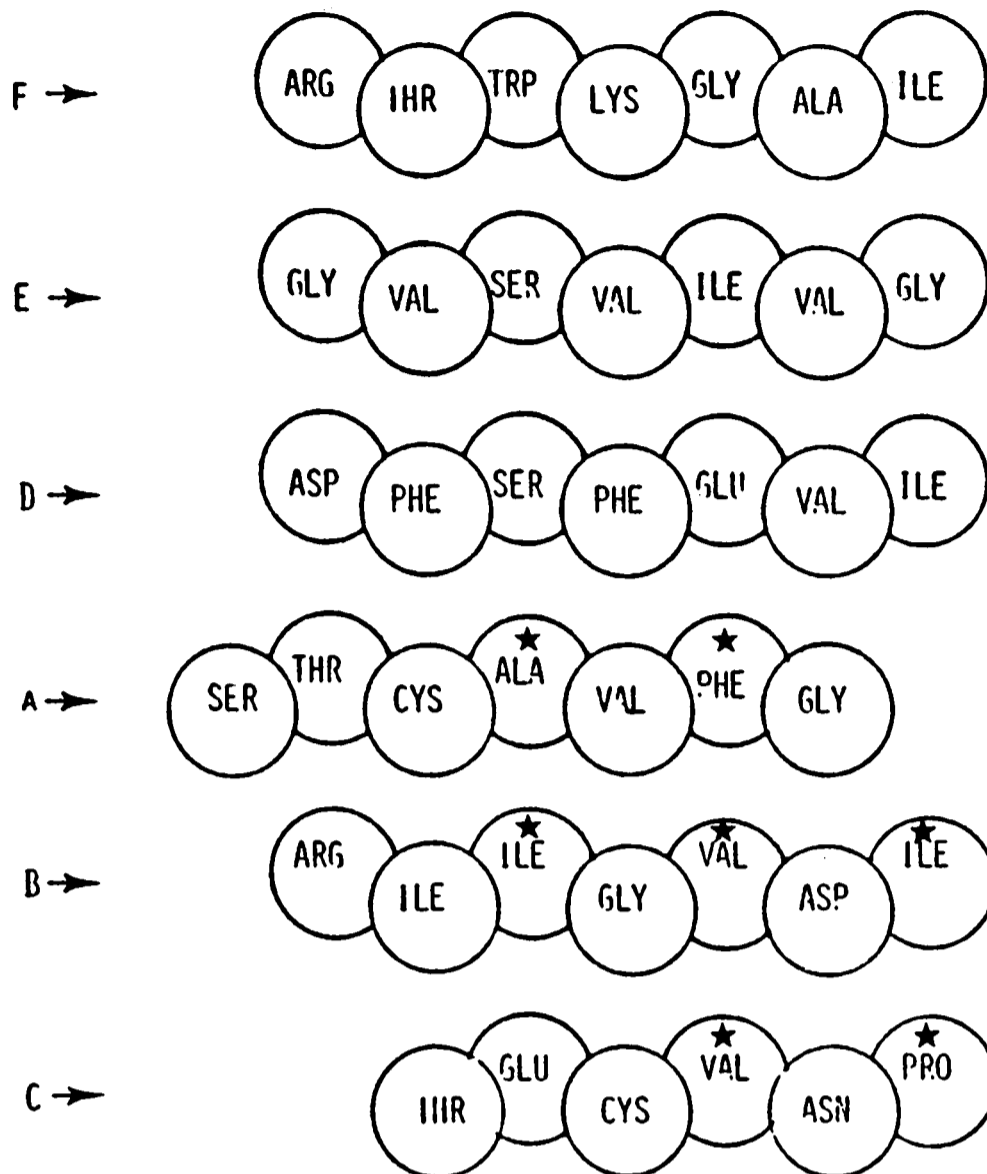 F → ARG IHR TRP LYS GLY ALA ILE
E → GLY VAL SER VAL ILE VAL GLY
D → ASP PHE SER PHE GLU VAL ILE
A → SER THR CYS ★ALA VAL ★PHE GLY
B → ARG ILE ★ILE GLY ★VAL ASP ★ILE
C → IHR GLU CYS ★VAL ASN ★PRO